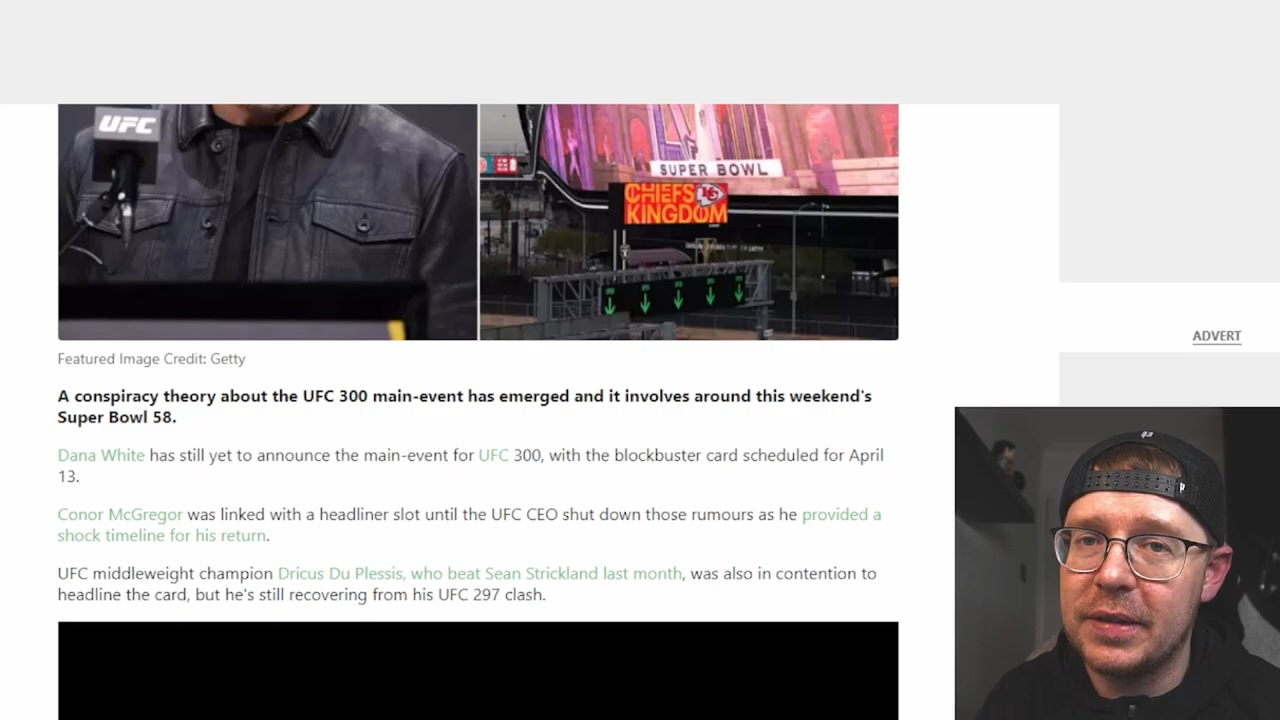 UFC
SUPER BOWL
CHIEFS
KINGDOM
Featured Image Credit: Getty
ADVERT
A conspiracy theory about the UFC 300 main-event has emerged and it involves around this weekend's
Super Bowl 58.
Dana White has still yet to announce the main-event for UFC 300, with the blockbuster card scheduled for April
13.
Conor McGregor was linked with a headliner slot until the UFC CEO shut down those rumours as he provided a
shock timeline for his return.
UFC middleweight champion Dricus Du Plessis, who beat Sean Strickland last month, was also in contention to
headline the card, but he's still recovering from his UFC 297 clash.